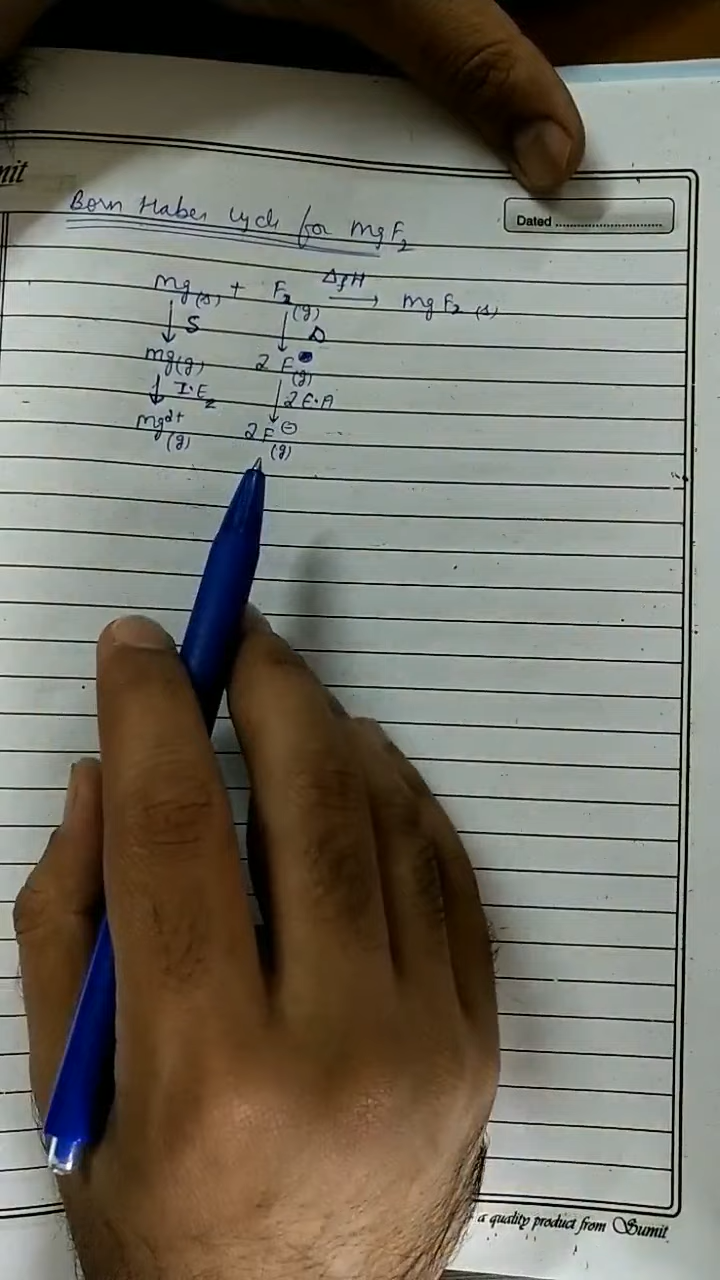 mit
Born Haber Cycle for MgF₂
Dated
Mg(s) + F₂(g) ΔfH → MgF₂(s)
↓ S ↓ D
Mg(g) 2F(g)
↓ I.E₂ ↓ 2E.A
Mg²⁺(g) 2F⊖(g)
a quality product from Sumit